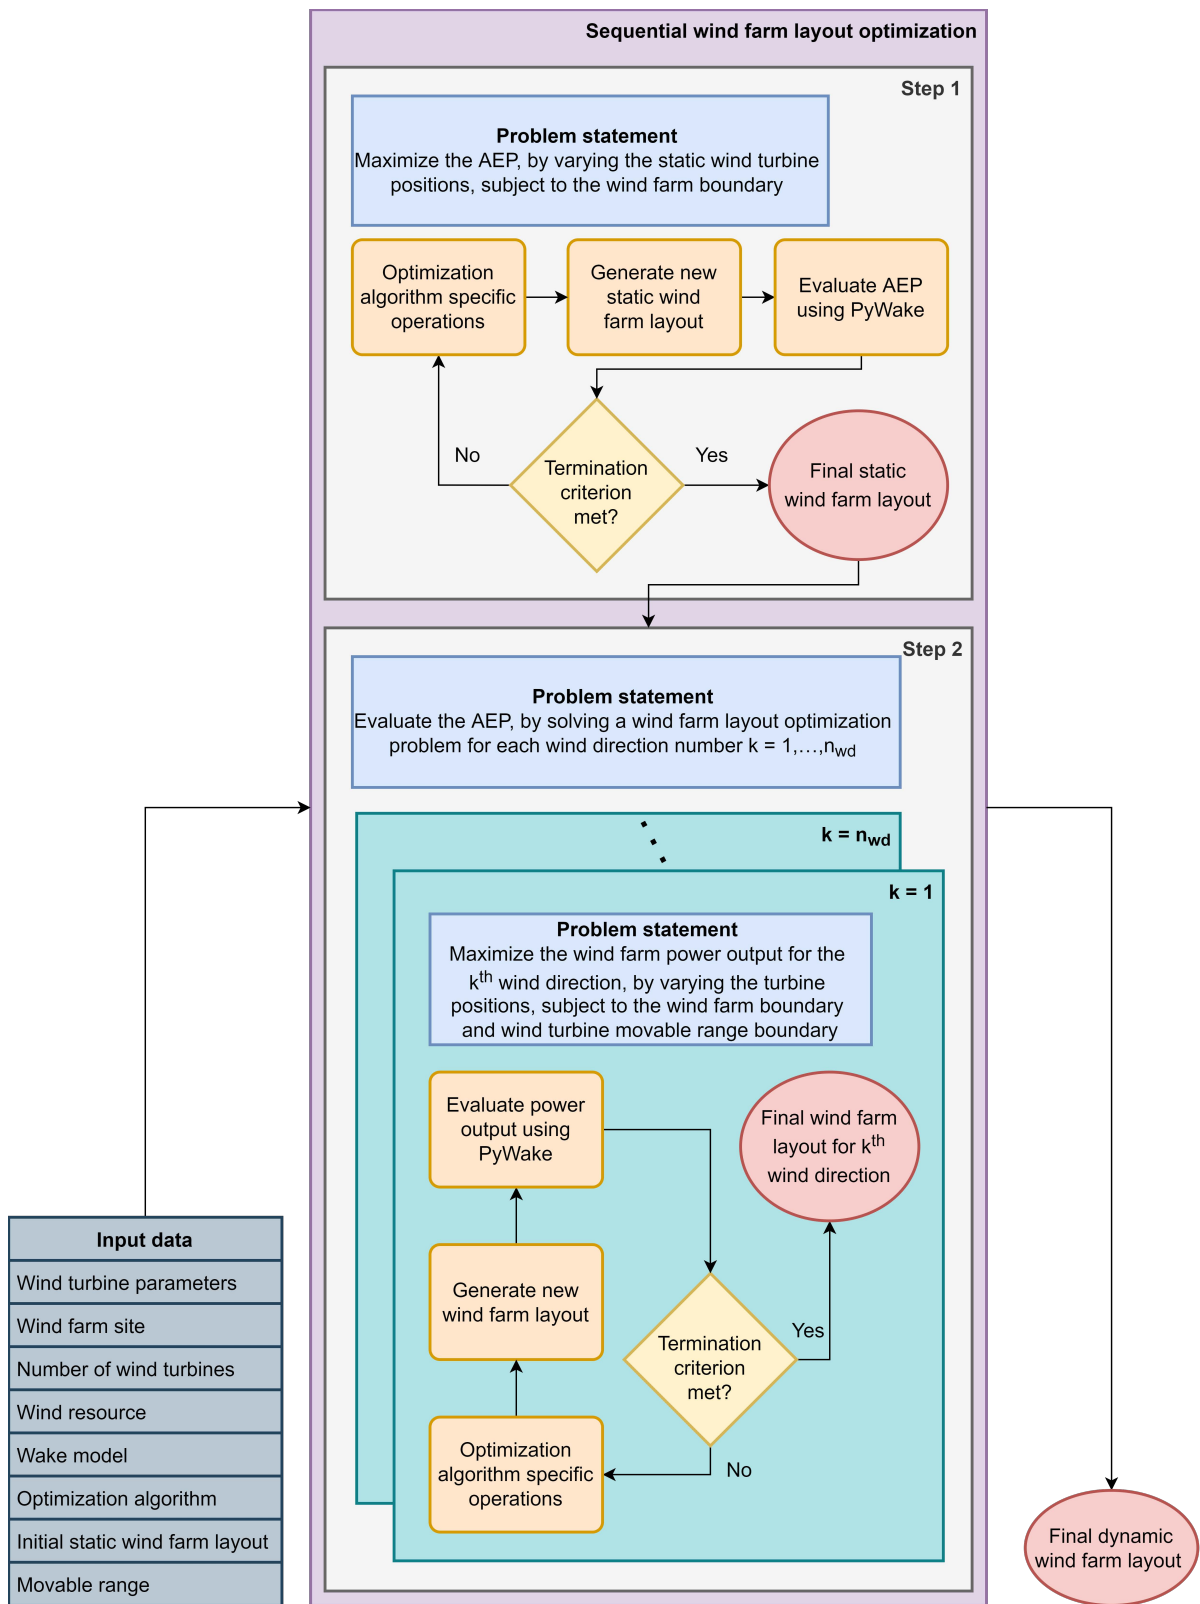 Sequential wind farm layout optimization
Step 1
Problem statement
Maximize the AEP, by varying the static wind turbine
positions, subject to the wind farm boundary
Optimization
algorithm specific
operations
Generate new
static wind
farm layout
Evaluate AEP
using PyWake
No
Termination
criterion
met?
Yes
Final static
wind farm layout
Step 2
Problem statement
Evaluate the AEP, by solving a wind farm layout optimization
problem for each wind direction number k = 1,...,n_wd
k = n_wd
k = 1
Problem statement
Maximize the wind farm power output for the
k^th wind direction, by varying the turbine
positions, subject to the wind farm boundary
and wind turbine movable range boundary
Evaluate power
output using
PyWake
Final wind farm
layout for k^th
wind direction
Generate new
wind farm layout
Termination
criterion
met?
Yes
No
Optimization
algorithm specific
operations
Input data
Wind turbine parameters
Wind farm site
Number of wind turbines
Wind resource
Wake model
Optimization algorithm
Initial static wind farm layout
Movable range
Final dynamic
wind farm layout